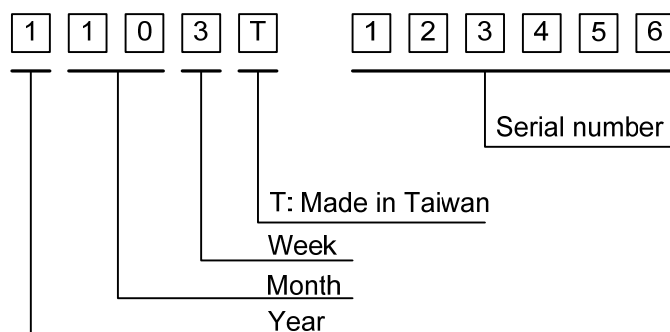 1 1 0 3 T 1 2 3 4 5 6
Serial number
T: Made in Taiwan
Week
Month
Year